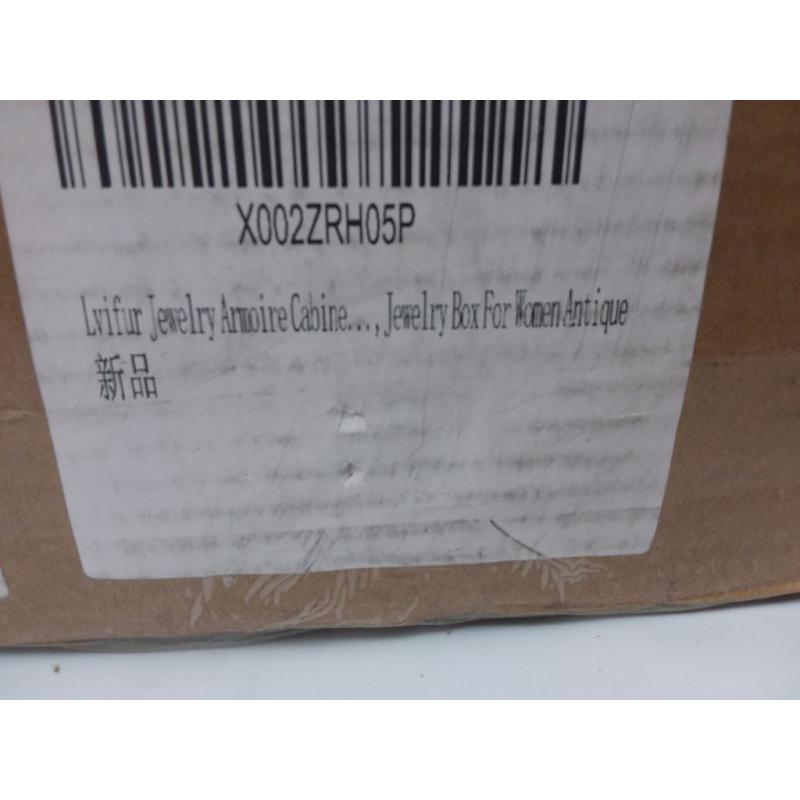 X002ZRH05P
Lvifur Jewelry Armoire Cabine...,Jewelry Box For Women Antique
新品